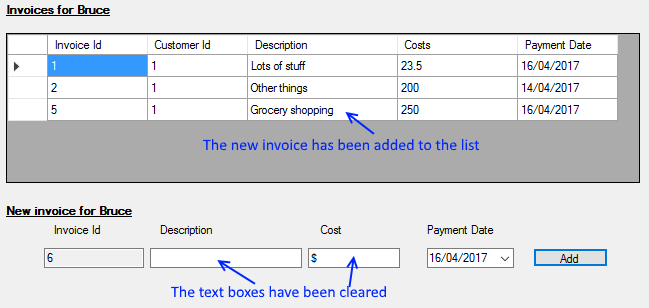 Invoices for Bruce
Invoice Id Customer Id Description Costs Payment Date
1 1 Lots of stuff 23.5 16/04/2017
2 1 Other things 200 14/04/2017
5 1 Grocery shopping 250 16/04/2017
The new invoice has been added to the list
New invoice for Bruce
Invoice Id Description Cost Payment Date
6 $ 16/04/2017 Add
The text boxes have been cleared